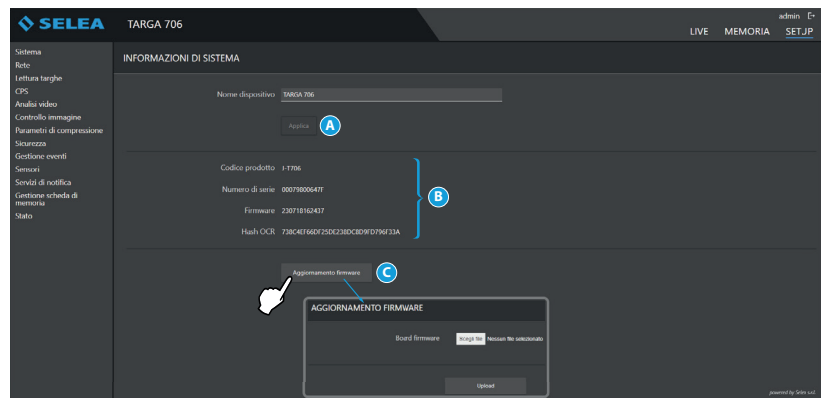 SELEA
TARGA 706
admin
LIVE MEMORIA SETUP
Sistema
Rete
Lettura targhe
CPS
Analisi video
Controllo immagine
Parametri di compressione
Sicurezza
Gestione eventi
Sensori
Servizi di notifica
Gestione scheda di
memoria
Stato
INFORMAZIONI DI SISTEMA
Nome dispositivo TARGA 706
Applica A
Codice prodotto J-T706
Numero di serie 00079800647F
B
Firmware 230718162437
Hash OCR
Aggiornamento firmware C
AGGIORNAMENTO FIRMWARE
Board firmware Scegli file Nessun file selezionato
Upload
powered by Selea s.r.l.